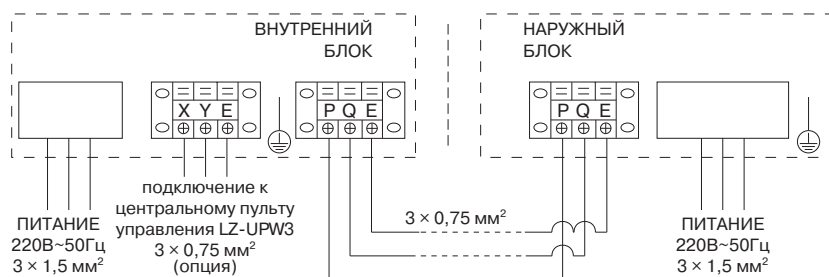 ВНУТРЕННИЙ
БЛОК
НАРУЖНЫЙ
БЛОК
X Y E
P Q E
P Q E
ПИТАНИЕ
220В~50Гц
3 × 1,5 мм²
подключение к
центральному пульту
управления LZ-UPW3
3 × 0,75 мм²
(опция)
3 × 0,75 мм²
ПИТАНИЕ
220В~50Гц
3 × 1,5 мм²